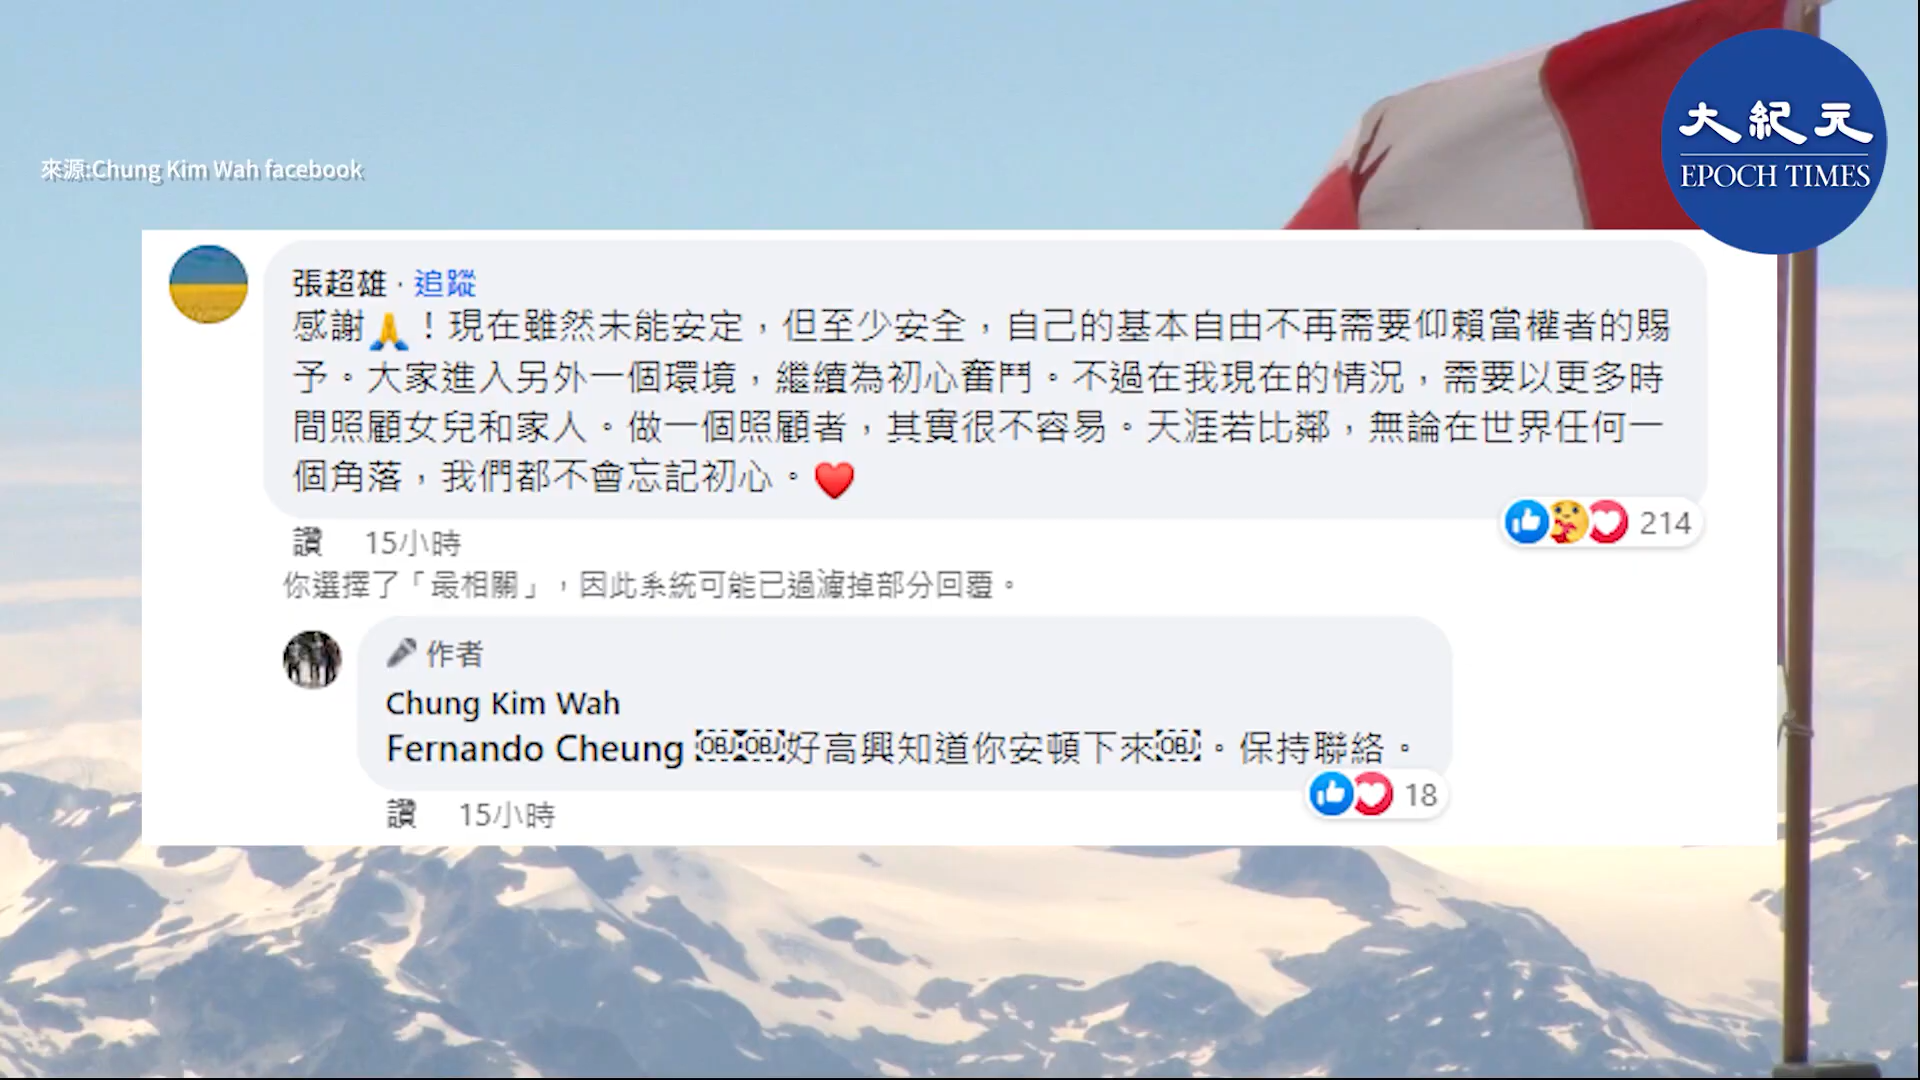 大紀元
EPOCH TIMES
來源:Chung Kim Wah facebook
張超雄 · 追蹤
感謝🙏！現在雖然未能安定，但至少安全，自己的基本自由不再需要仰賴當權者的賜
予。大家進入另外一個環境，繼續為初心奮鬥。不過在我現在的情況，需要以更多時
間照顧女兒和家人。做一個照顧者，其實很不容易。天涯若比鄰，無論在世界任何一
個角落，我們都不會忘記初心。❤️
214
讚 15小時
你選擇了「最相關」，因此系統可能已過濾掉部分回覆。
作者
Chung Kim Wah
Fernando Cheung OBJ OBJ 好高興知道你安頓下來 OBJ 。保持聯絡。
18
讚 15小時